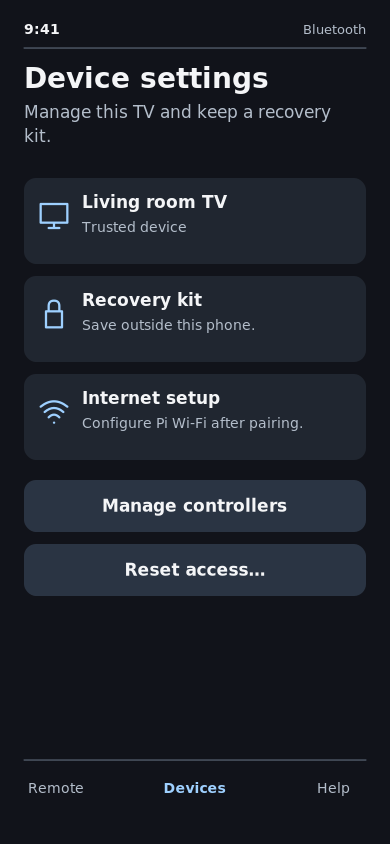 9:41
Bluetooth
Device settings
Manage this TV and keep a recovery
kit.
Living room TV
Trusted device
Recovery kit
Save outside this phone.
Internet setup
Configure Pi Wi-Fi after pairing.
Manage controllers
Reset access…
Remote
Devices
Help